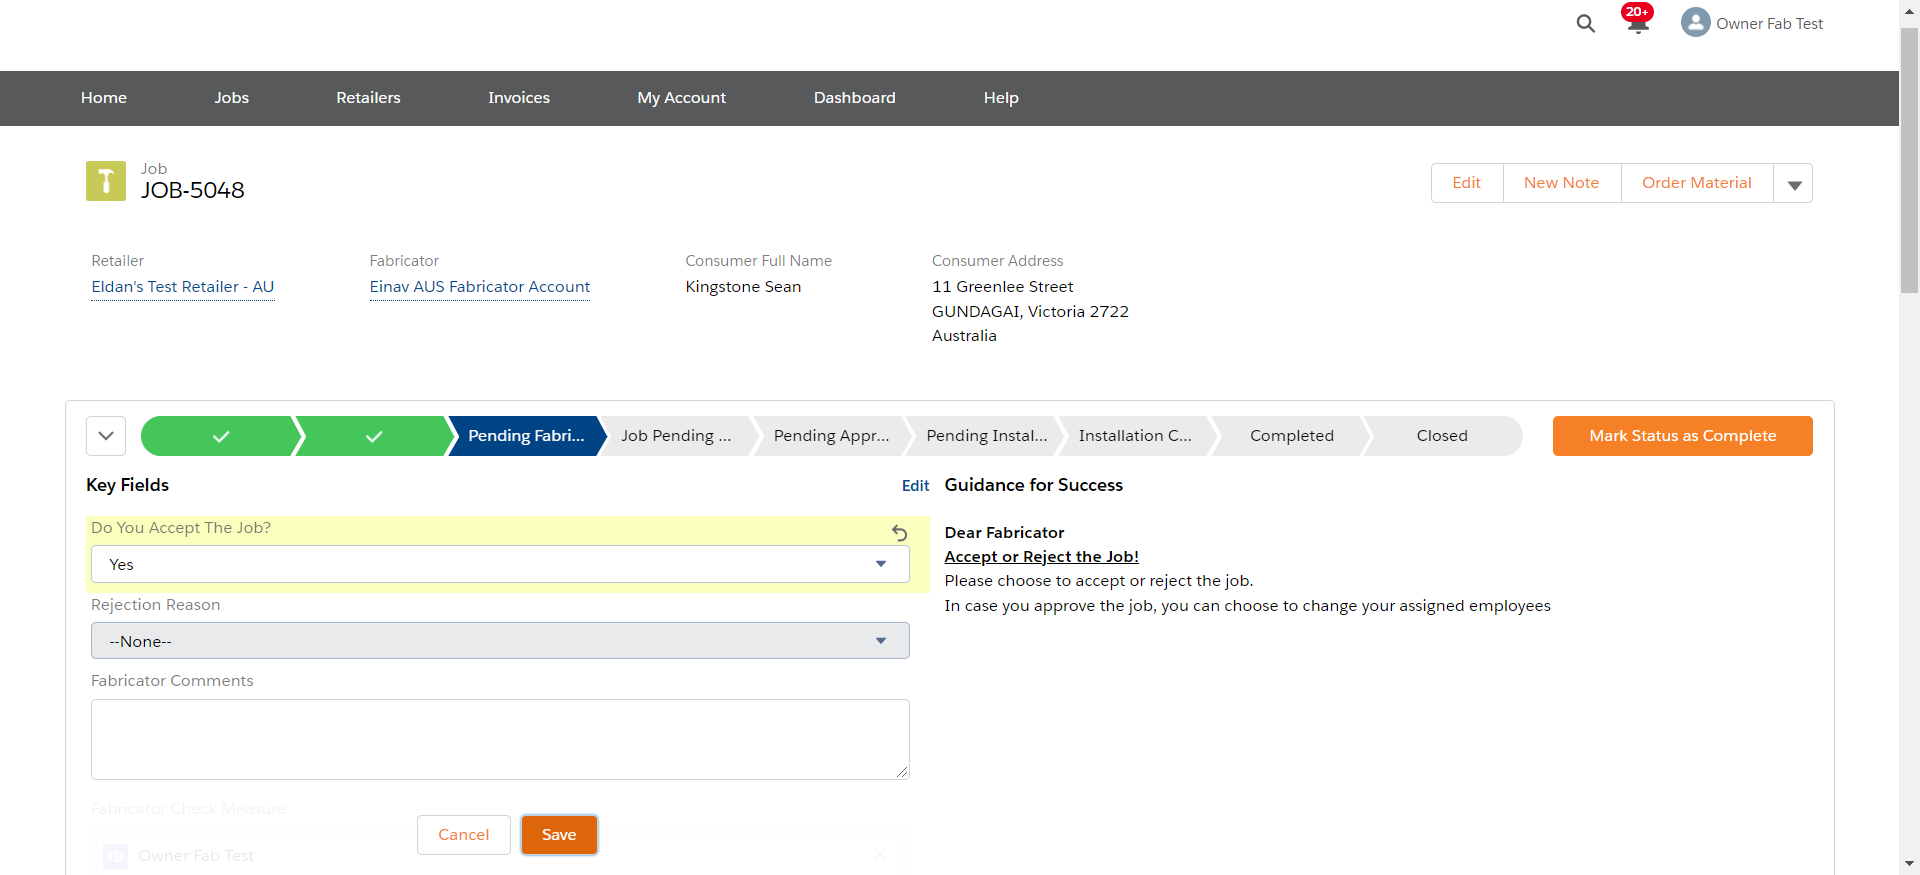 20+
Owner Fab Test
Home Jobs Retailers Invoices My Account Dashboard Help
Job
JOB-5048
Edit New Note Order Material
Retailer Fabricator Consumer Full Name Consumer Address
Eldan's Test Retailer - AU Einav AUS Fabricator Account Kingstone Sean 11 Greenlee Street
GUNDAGAI, Victoria 2722
Australia
Pending Fabri... Job Pending ... Pending Appr... Pending Instal... Installation C... Completed Closed Mark Status as Complete
Key Fields Edit Guidance for Success
Do You Accept The Job?
Yes
Rejection Reason
--None--
Fabricator Comments
Dear Fabricator
Accept or Reject the Job!
Please choose to accept or reject the job.
In case you approve the job, you can choose to change your assigned employees
Fabricator Check Measure
Cancel Save
Owner Fab Test